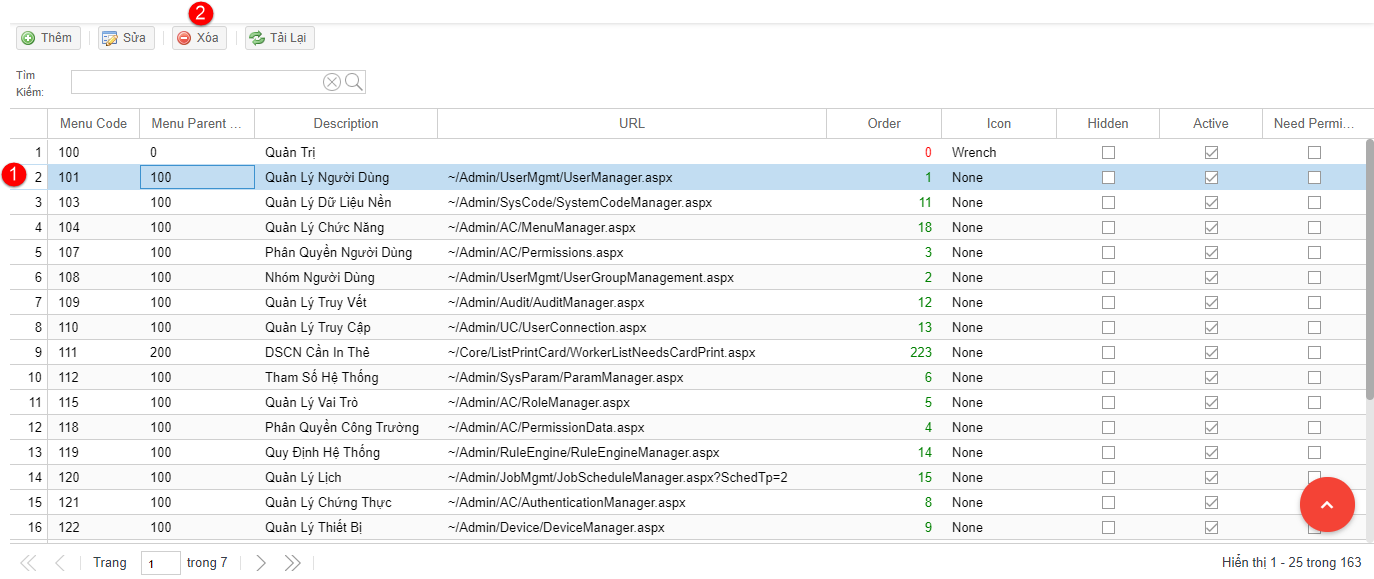 2
Thêm Sửa Xóa Tải Lại
Tìm
Kiếm:
Menu Code Menu Parent ... Description URL Order Icon Hidden Active Need Permi...
1 100 0 Quản Trị 0 Wrench
1
2 101 100 Quản Lý Người Dùng ~/Admin/UserMgmt/UserManager.aspx 1 None
3 103 100 Quản Lý Dữ Liệu Nền ~/Admin/SysCode/SystemCodeManager.aspx 11 None
4 104 100 Quản Lý Chức Năng ~/Admin/AC/MenuManager.aspx 18 None
5 107 100 Phân Quyền Người Dùng ~/Admin/AC/Permissions.aspx 3 None
6 108 100 Nhóm Người Dùng ~/Admin/UserMgmt/UserGroupManagement.aspx 2 None
7 109 100 Quản Lý Truy Vết ~/Admin/Audit/AuditManager.aspx 12 None
8 110 100 Quản Lý Truy Cập ~/Admin/UC/UserConnection.aspx 13 None
9 111 200 DSCN Cần In Thẻ ~/Core/ListPrintCard/WorkerListNeedsCardPrint.aspx 223 None
10 112 100 Tham Số Hệ Thống ~/Admin/SysParam/ParamManager.aspx 6 None
11 115 100 Quản Lý Vai Trò ~/Admin/AC/RoleManager.aspx 5 None
12 118 100 Phân Quyền Công Trường ~/Admin/AC/PermissionData.aspx 4 None
13 119 100 Quy Định Hệ Thống ~/Admin/RuleEngine/RuleEngineManager.aspx 14 None
14 120 100 Quản Lý Lịch ~/Admin/JobMgmt/JobScheduleManager.aspx?SchedTp=2 15 None
15 121 100 Quản Lý Chứng Thực ~/Admin/AC/AuthenticationManager.aspx 8 None
16 122 100 Quản Lý Thiết Bị ~/Admin/Device/DeviceManager.aspx 9 None
Trang 1 trong 7 Hiển thị 1 - 25 trong 163